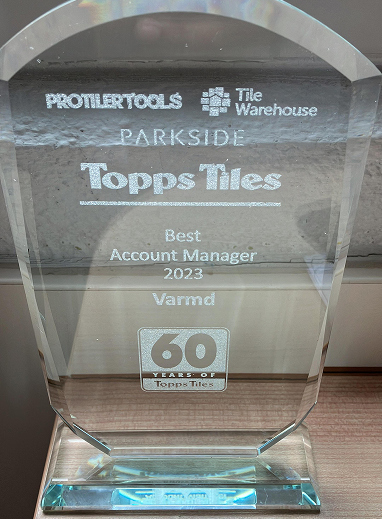 PROTILERTOOLS
Tile
Warehouse
PARKSIDE
Topps Tiles
Best
Account Manager
2023
Varmd
60
YEARS OF
Topps Tiles